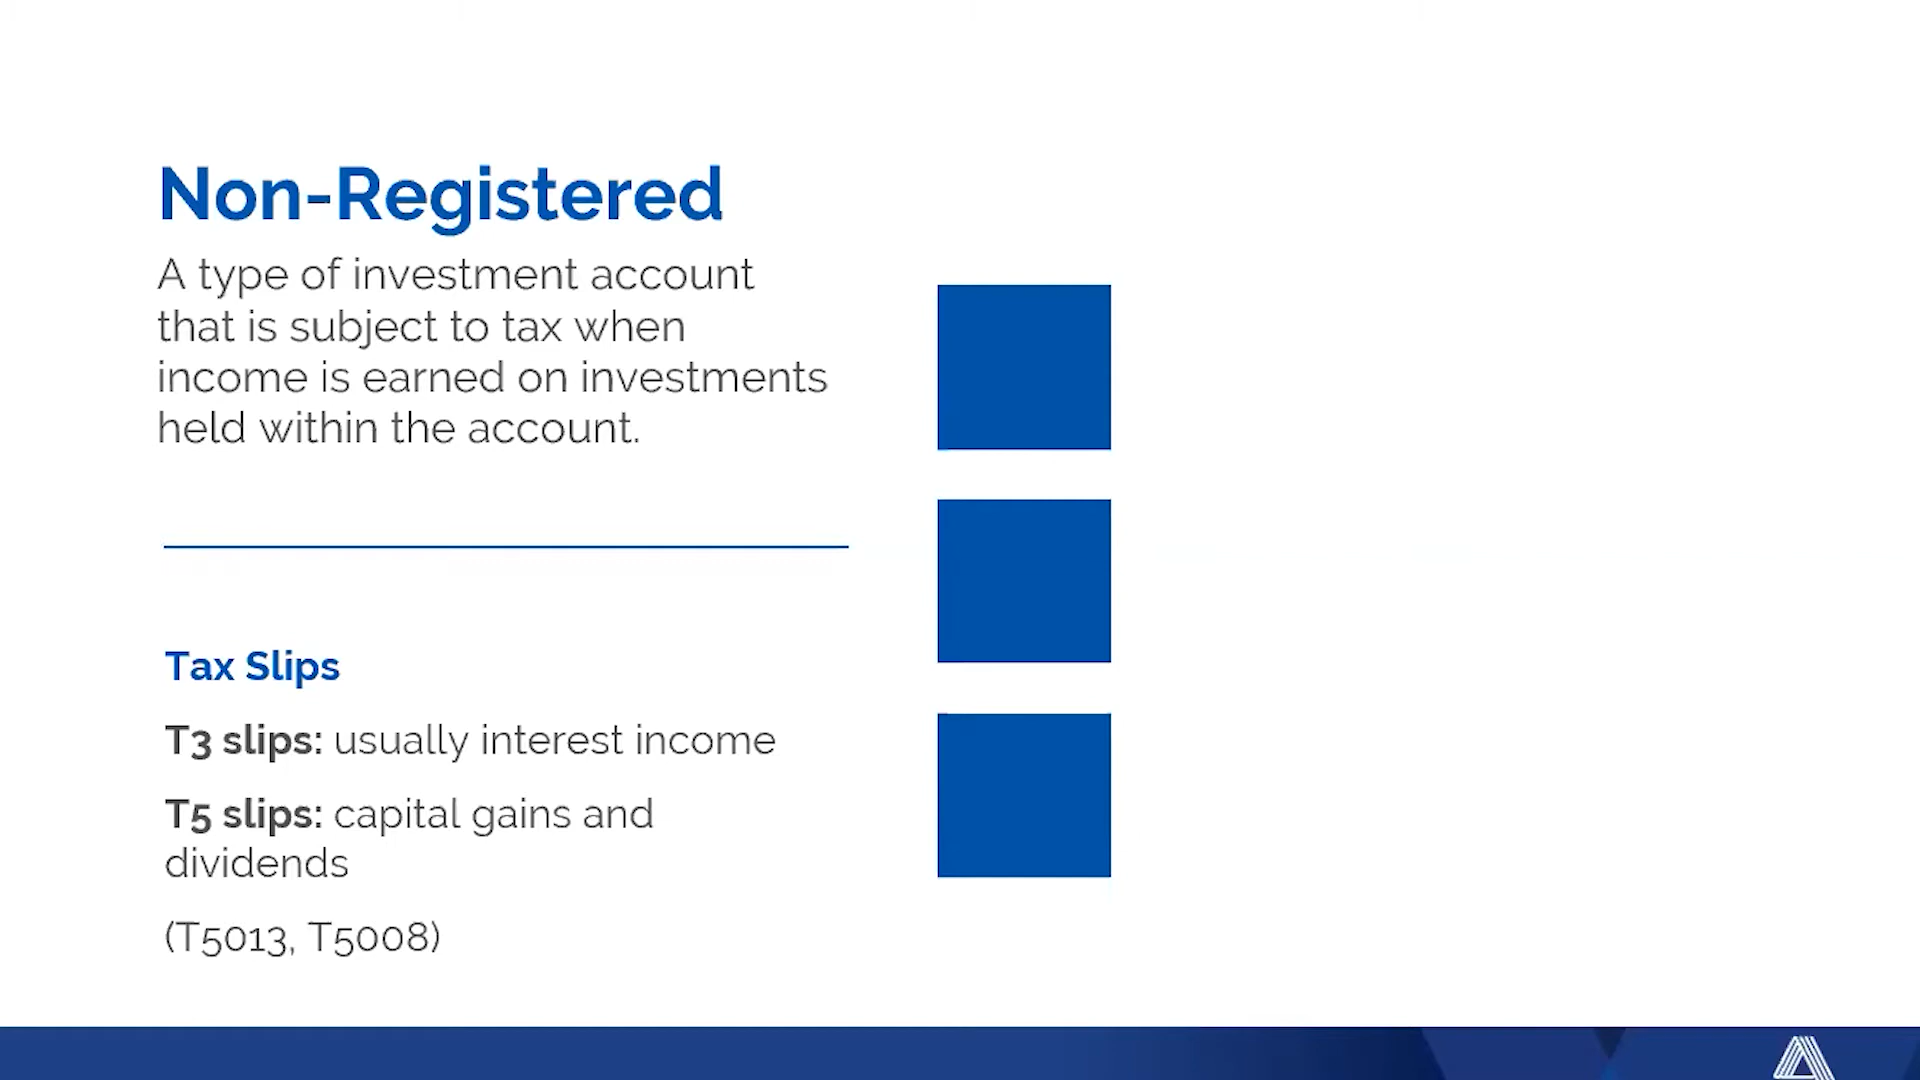 Non-Registered
A type of investment account
that is subject to tax when
income is earned on investments
held within the account.
Tax Slips
T3 slips: usually interest income
T5 slips: capital gains and
dividends
(T5013, T5008)